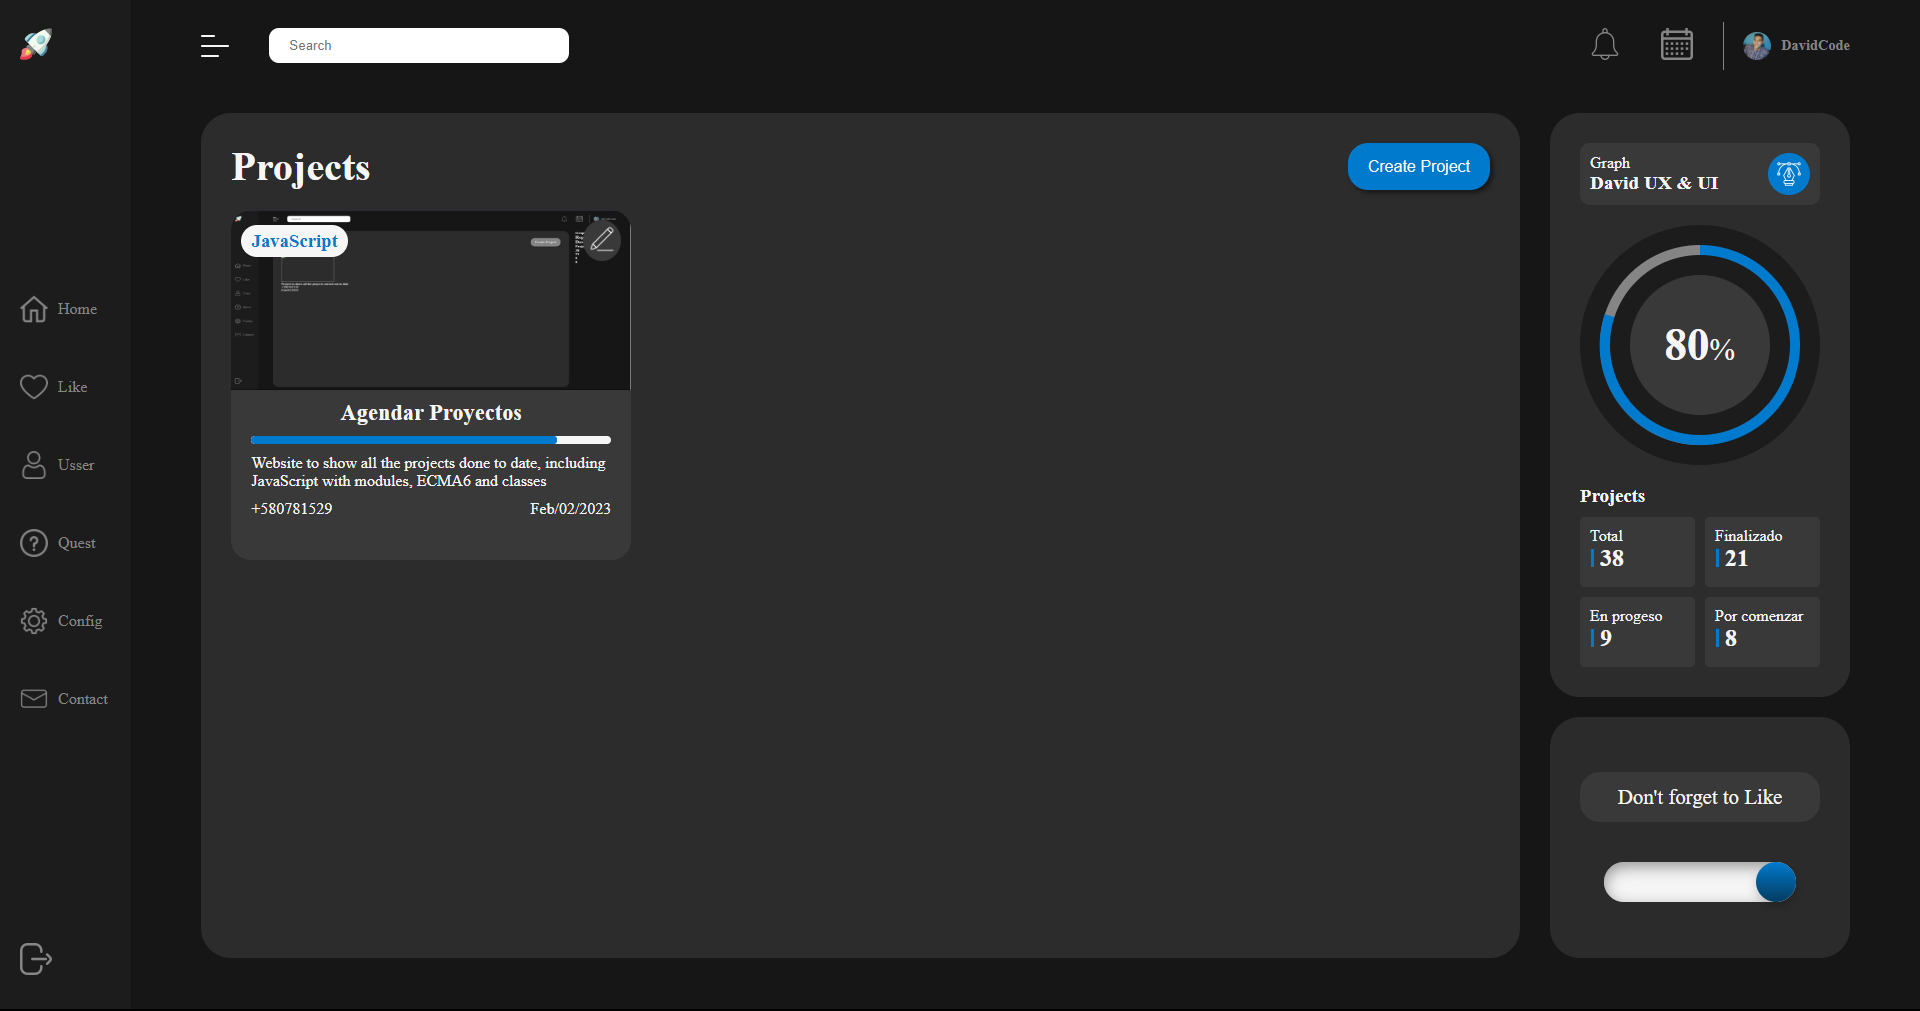 Search
DavidCode
Home
Like
Usser
Quest
Config
Contact
Projects
Create Project
JavaScript
Agendar Proyectos
Website to show all the projects done to date, including
JavaScript with modules, ECMA6 and classes
+580781529
Feb/02/2023
Graph
David UX & UI
80%
Projects
Total
38
Finalizado
21
En progeso
9
Por comenzar
8
Don't forget to Like